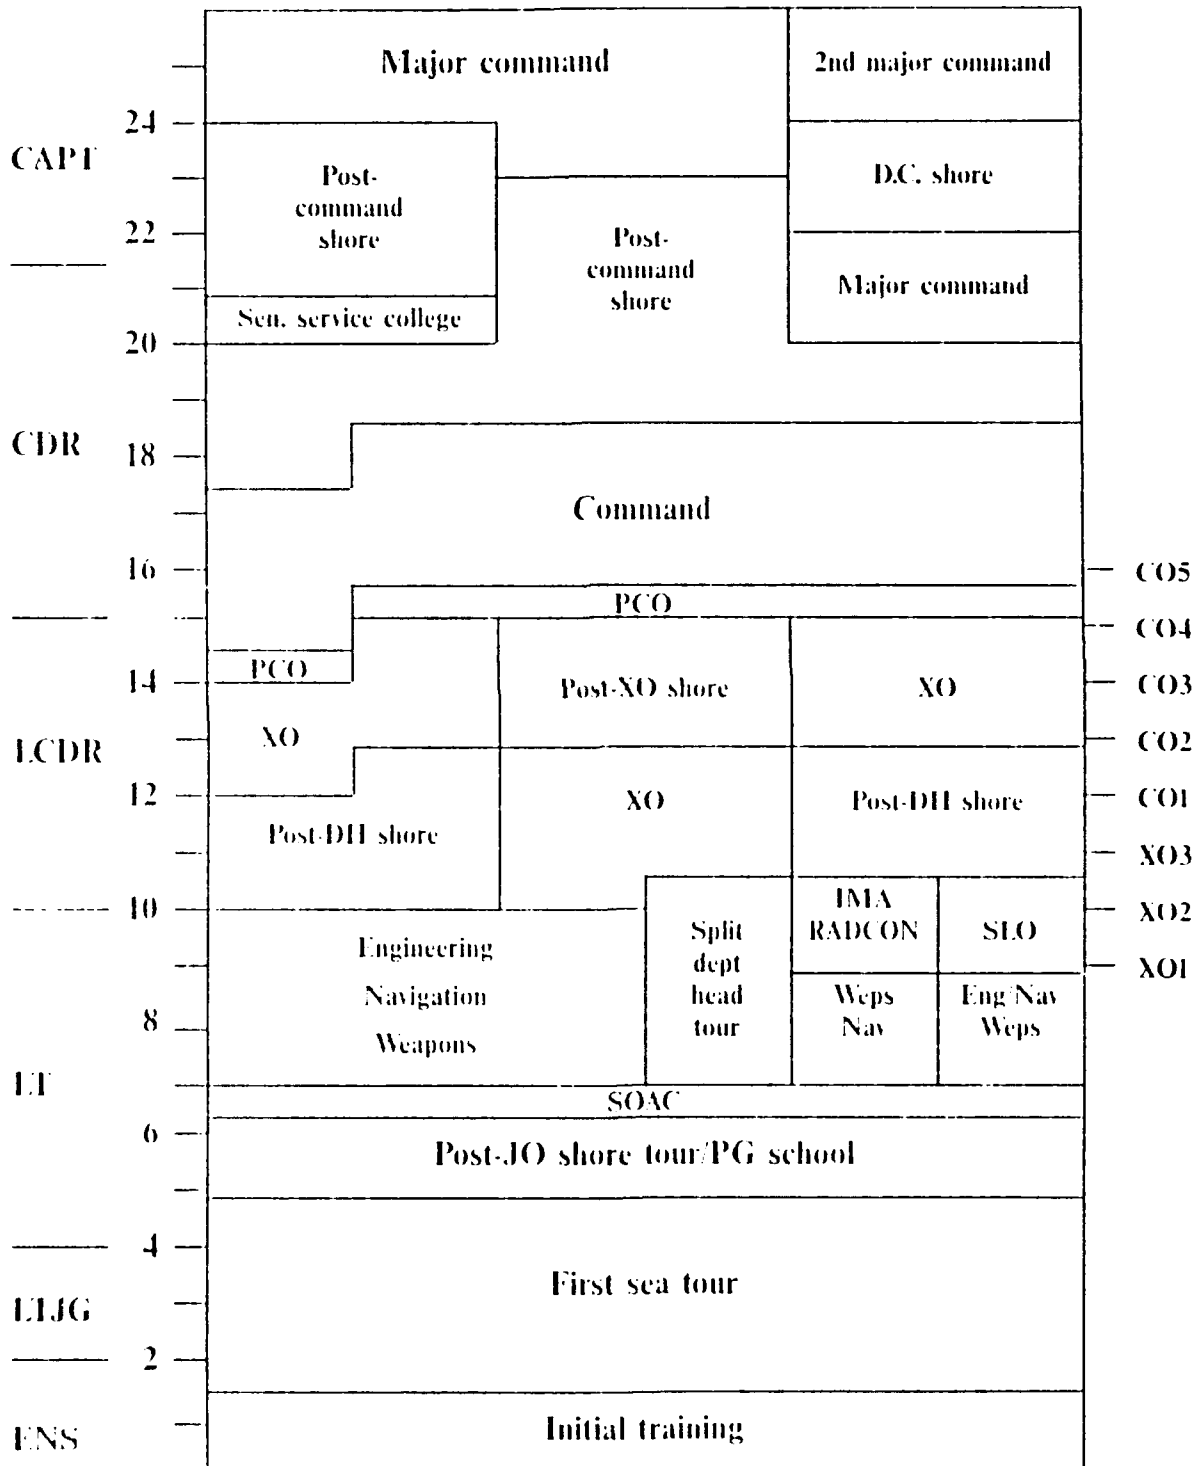 Major command
2nd major command
24
CAPT
Post-
command
shore
D.C. shore
22
Post-
command
shore
Major command
Sen. service college
20
CDR
18
Command
16
CO5
PCO
CO4
PCO
14
Post-XO shore
XO
CO3
LCDR
XO
CO2
12
XO
Post-DH shore
CO1
Post-DH shore
XO3
10
IMA
RADCON
SLO
XO2
Engineering
Navigation
Weapons
Split
dept
head
tour
XO1
Weps
Nav
Eng/Nav
Weps
8
LT
SOAC
6
Post-JO shore tour/PG school
4
First sea tour
LTJG
2
Initial training
ENS